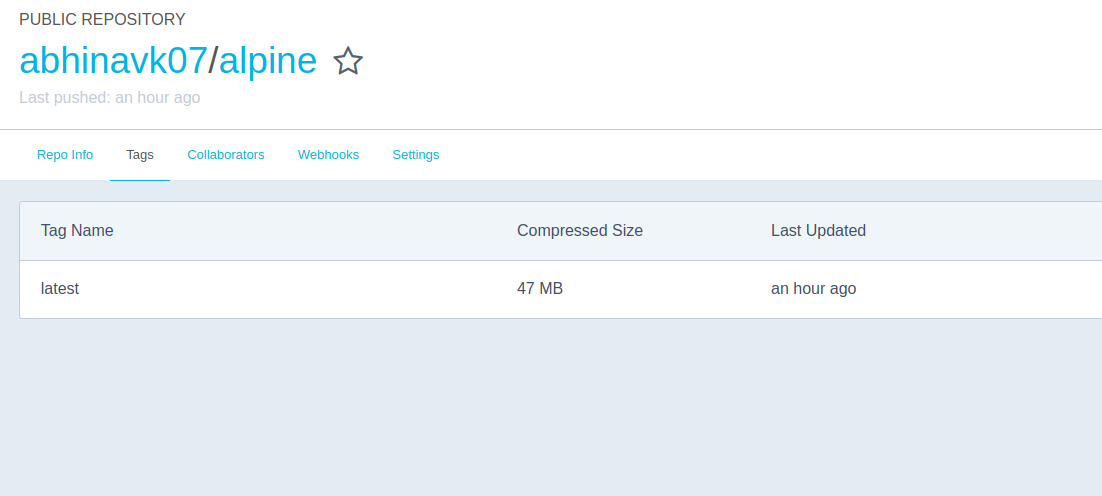 PUBLIC REPOSITORY
abhinavk07/alpine
Last pushed: an hour ago
Repo Info Tags Collaborators Webhooks Settings
Tag Name Compressed Size Last Updated
latest 47 MB an hour ago